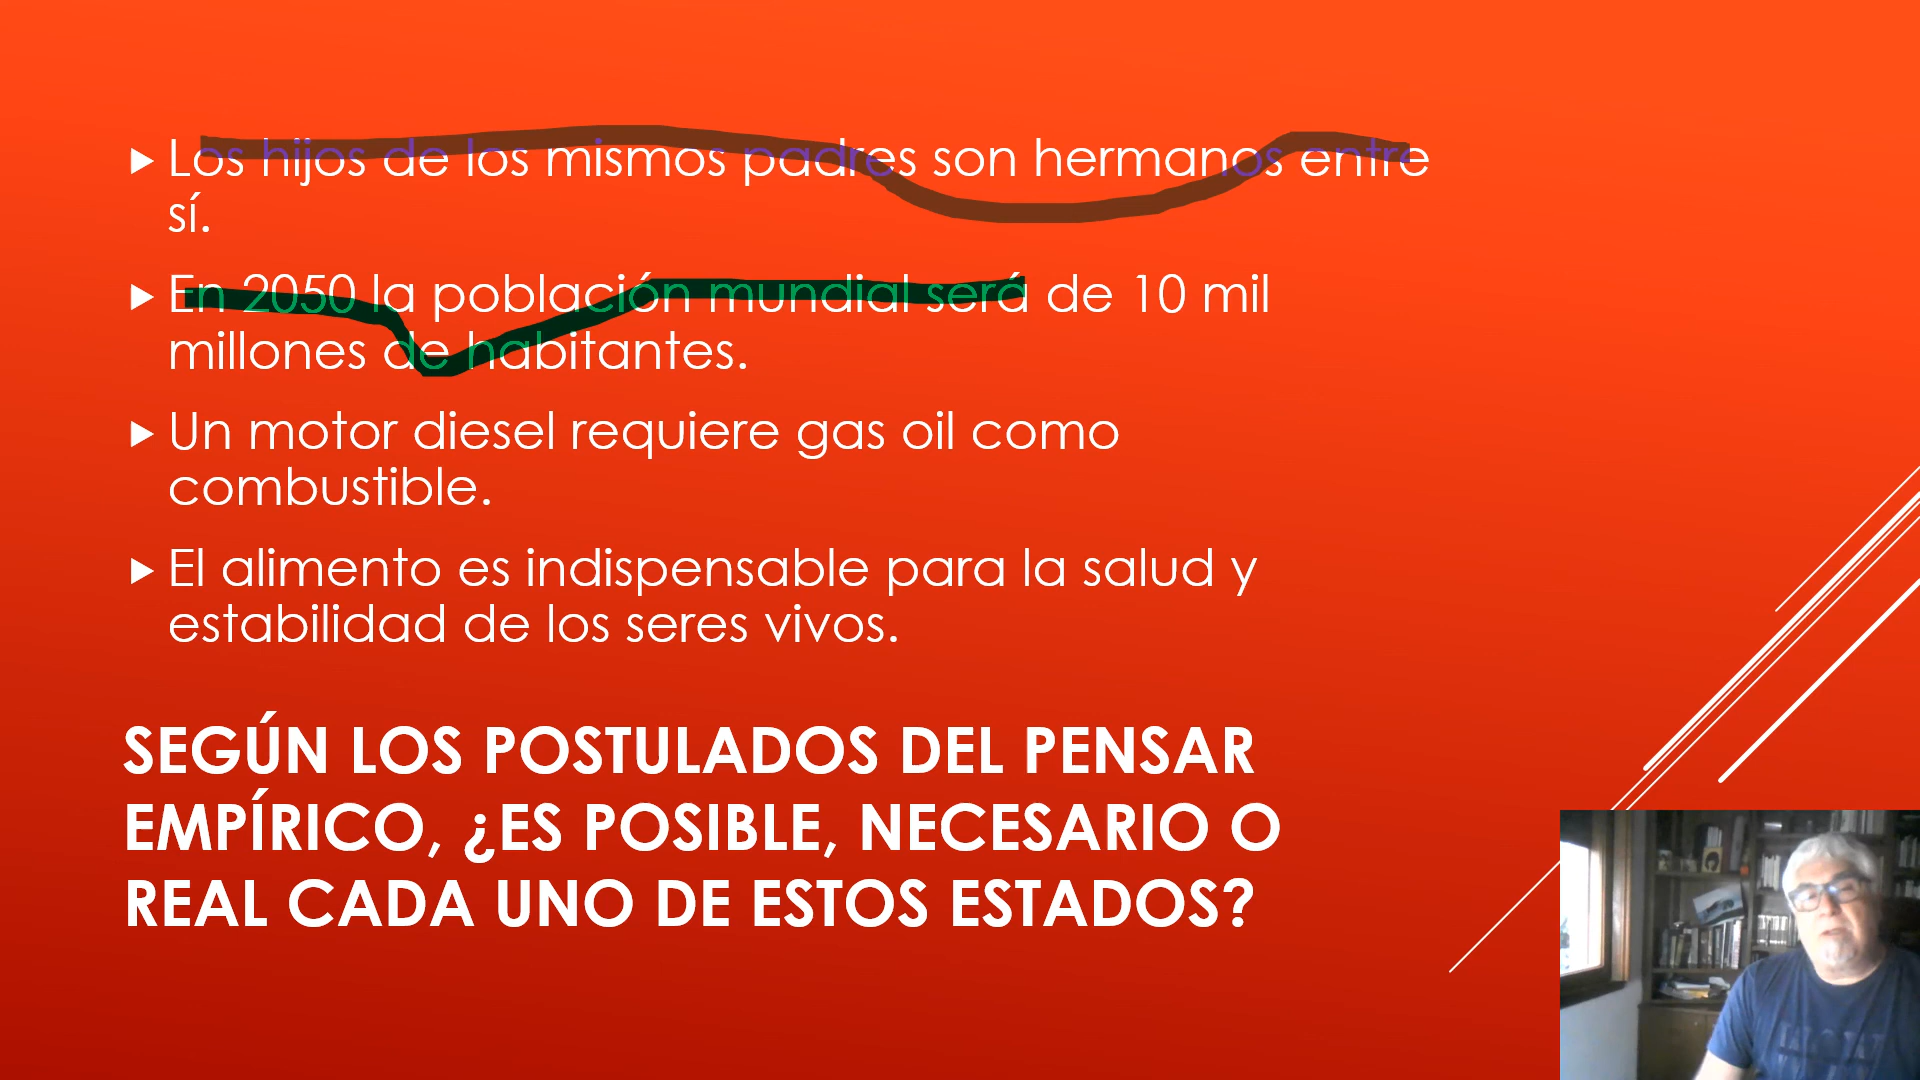 Los hijos de los mismos padres son hermanos entre
sí.
En 2050 la población mundial será de 10 mil
millones de habitantes.
Un motor diesel requiere gas oil como
combustible.
El alimento es indispensable para la salud y
estabilidad de los seres vivos.
SEGÚN LOS POSTULADOS DEL PENSAR
EMPÍRICO, ¿ES POSIBLE, NECESARIO O
REAL CADA UNO DE ESTOS ESTADOS?